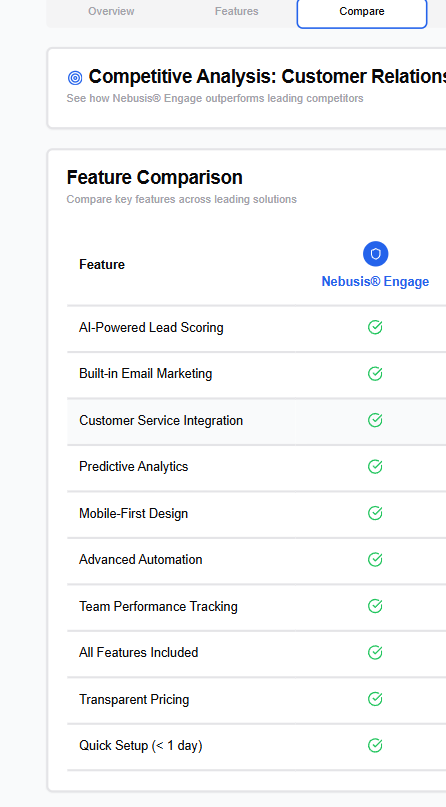 Overview Features Compare
Competitive Analysis: Customer Relations
See how Nebusis® Engage outperforms leading competitors
Feature Comparison
Compare key features across leading solutions
Feature
Nebusis® Engage
AI-Powered Lead Scoring
Built-in Email Marketing
Customer Service Integration
Predictive Analytics
Mobile-First Design
Advanced Automation
Team Performance Tracking
All Features Included
Transparent Pricing
Quick Setup (< 1 day)